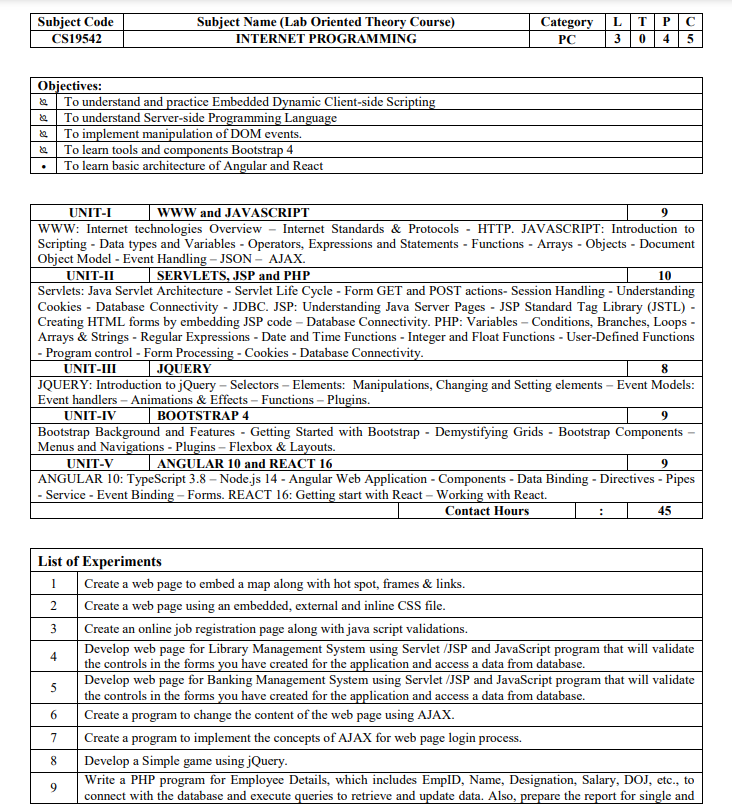 Subject Code Subject Name (Lab Oriented Theory Course) Category L T P C
CS19542 INTERNET PROGRAMMING PC 3 0 4 5
Objectives:
To understand and practice Embedded Dynamic Client-side Scripting
To understand Server-side Programming Language
To implement manipulation of DOM events.
To learn tools and components Bootstrap 4
• To learn basic architecture of Angular and React
UNIT-I WWW and JAVASCRIPT 9
WWW: Internet technologies Overview – Internet Standards & Protocols - HTTP. JAVASCRIPT: Introduction to
Scripting - Data types and Variables - Operators, Expressions and Statements - Functions - Arrays - Objects - Document
Object Model - Event Handling – JSON – AJAX.
UNIT-II SERVLETS, JSP and PHP 10
Servlets: Java Servlet Architecture - Servlet Life Cycle - Form GET and POST actions- Session Handling - Understanding
Cookies - Database Connectivity - JDBC. JSP: Understanding Java Server Pages - JSP Standard Tag Library (JSTL) -
Creating HTML forms by embedding JSP code – Database Connectivity. PHP: Variables – Conditions, Branches, Loops -
Arrays & Strings - Regular Expressions - Date and Time Functions - Integer and Float Functions - User-Defined Functions
- Program control - Form Processing - Cookies - Database Connectivity.
UNIT-III JQUERY 8
JQUERY: Introduction to jQuery – Selectors – Elements: Manipulations, Changing and Setting elements – Event Models:
Event handlers – Animations & Effects – Functions – Plugins.
UNIT-IV BOOTSTRAP 4 9
Bootstrap Background and Features - Getting Started with Bootstrap - Demystifying Grids - Bootstrap Components –
Menus and Navigations - Plugins – Flexbox & Layouts.
UNIT-V ANGULAR 10 and REACT 16 9
ANGULAR 10: TypeScript 3.8 – Node.js 14 - Angular Web Application - Components - Data Binding - Directives - Pipes
- Service - Event Binding – Forms. REACT 16: Getting start with React – Working with React.
Contact Hours : 45
List of Experiments
1 Create a web page to embed a map along with hot spot, frames & links.
2 Create a web page using an embedded, external and inline CSS file.
3 Create an online job registration page along with java script validations.
4 Develop web page for Library Management System using Servlet /JSP and JavaScript program that will validate
the controls in the forms you have created for the application and access a data from database.
5 Develop web page for Banking Management System using Servlet /JSP and JavaScript program that will validate
the controls in the forms you have created for the application and access a data from database.
6 Create a program to change the content of the web page using AJAX.
7 Create a program to implement the concepts of AJAX for web page login process.
8 Develop a Simple game using jQuery.
9 Write a PHP program for Employee Details, which includes EmpID, Name, Designation, Salary, DOJ, etc., to
connect with the database and execute queries to retrieve and update data. Also, prepare the report for single and